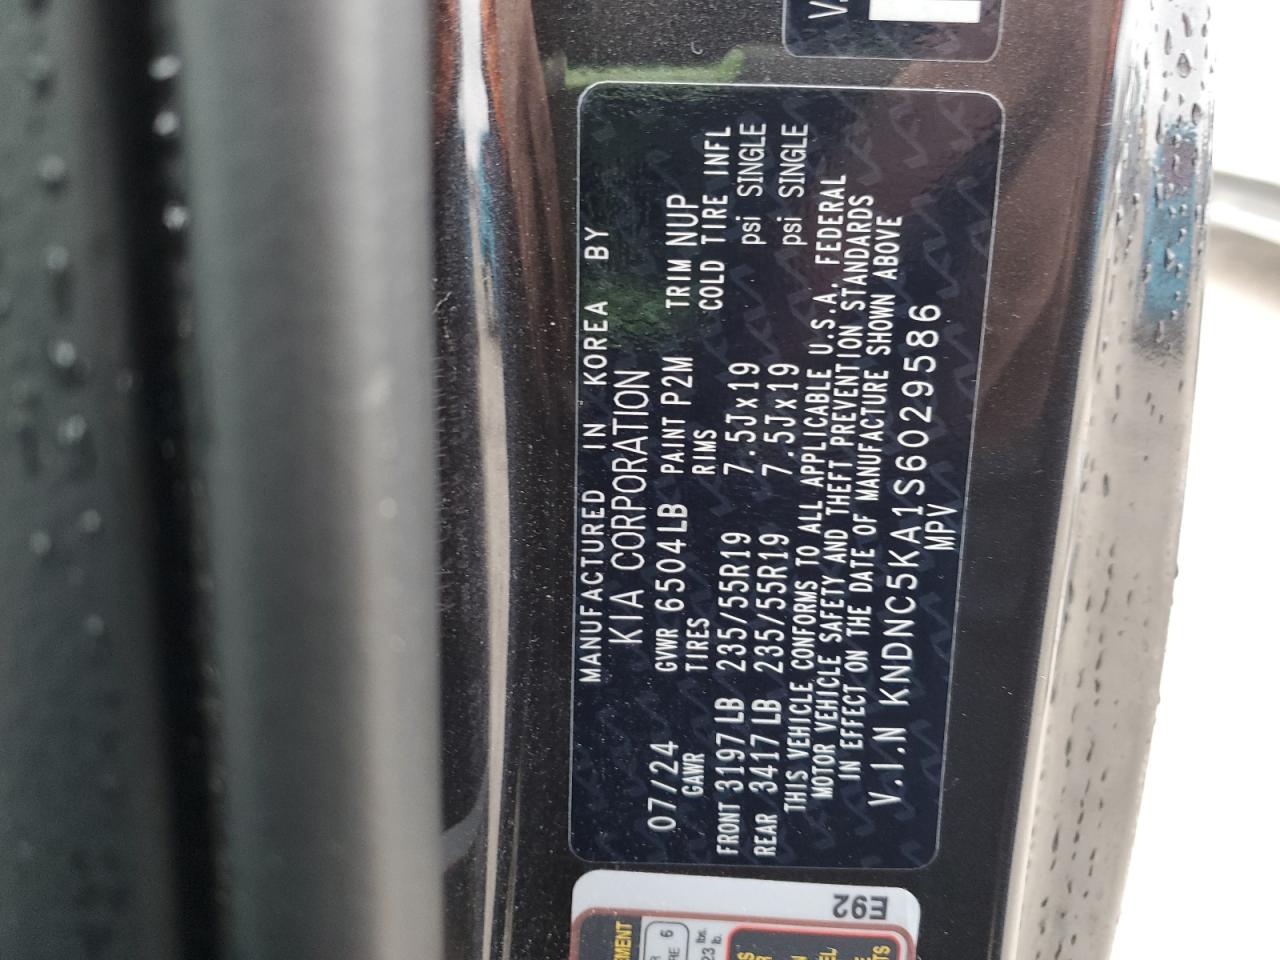 MANUFACTURED IN KOREA BY
KIA CORPORATION
07/24 GVWR 6504LB PAINT P2M TRIM NUP
GAWR TIRES RIMS COLD TIRE INFL
FRONT 3197LB 235/55R19 7.5Jx19 psi SINGLE
REAR 3417LB 235/55R19 7.5Jx19 psi SINGLE
THIS VEHICLE CONFORMS TO ALL APPLICABLE U.S.A. FEDERAL
MOTOR VEHICLE SAFETY AND THEFT PREVENTION STANDARDS
IN EFFECT ON THE DATE OF MANUFACTURE SHOWN ABOVE
V.I.N KNDNC5KA1S6029586
MPV
E92